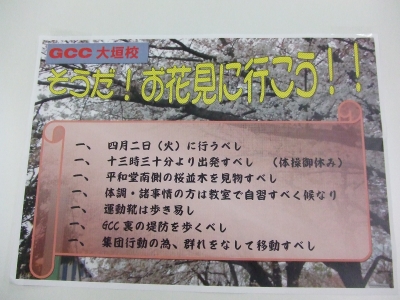 GCC 大垣校
そうだ！お花見に行こう！！
一、 四月二日（火）に行うべし
一、 十三時三十分より出発すべし （体操御休み）
一、 平和堂南側の桜並木を見物すべし
一、 体調・諸事情の方は教室で自習すべく候なり
一、 運動靴は歩き易し
一、 GCC裏の堤防を歩くべし
一、 集団行動の為、群れをなして移動すべし